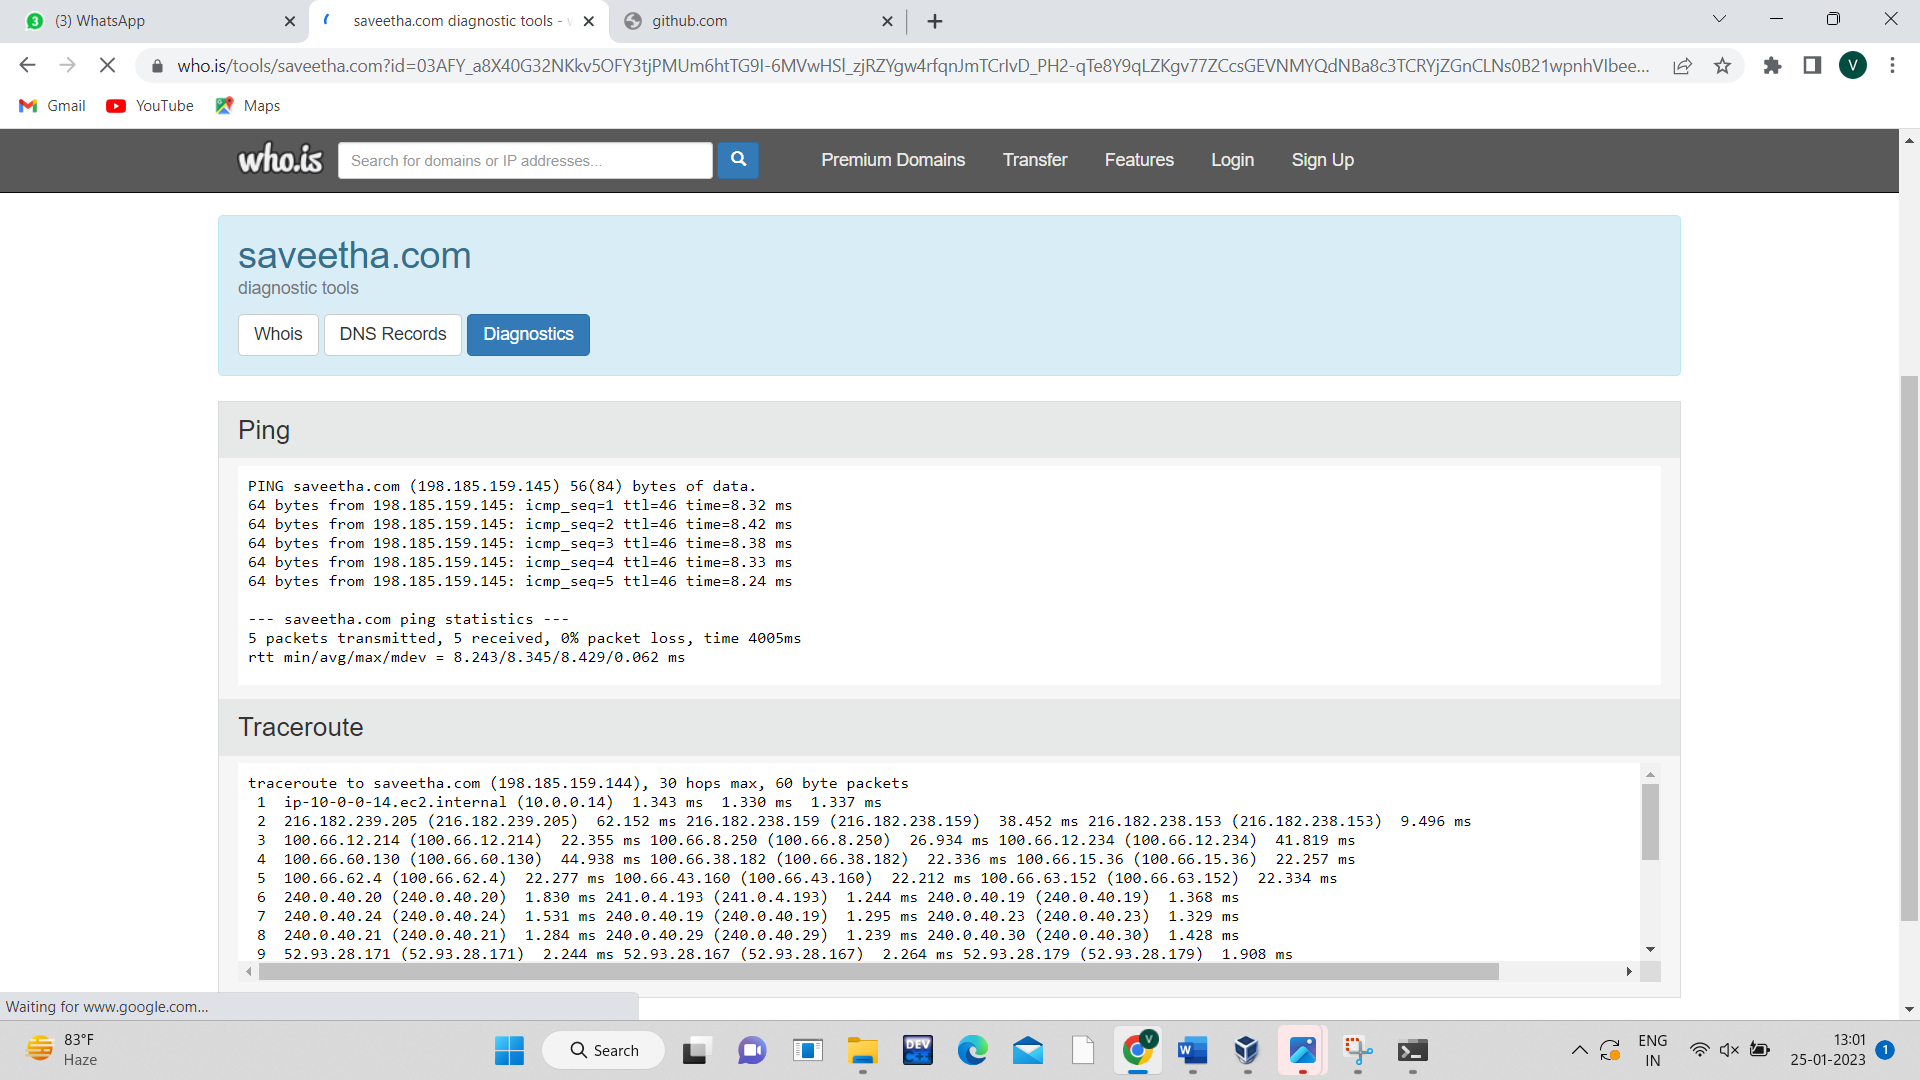 3 (3) WhatsApp
saveetha.com diagnostic tools - w
github.com
who.is/tools/saveetha.com?id=03AFY_a8X40G32NKkv5OFY3tjPMUm6htTG9I-6MVwHSl_zjRZYgw4rfqnJmTCrIvD_PH2-qTe8Y9qLZKgv77ZCcsGEVNMYQdNBa8c3TCRYjZGnCLNs0B21wpnhVIbee...
V
Gmail
YouTube
Maps
who.is
Search for domains or IP addresses...
Premium Domains
Transfer
Features
Login
Sign Up
saveetha.com
diagnostic tools
Whois
DNS Records
Diagnostics
Ping
PING saveetha.com (198.185.159.145) 56(84) bytes of data.
64 bytes from 198.185.159.145: icmp_seq=1 ttl=46 time=8.32 ms
64 bytes from 198.185.159.145: icmp_seq=2 ttl=46 time=8.42 ms
64 bytes from 198.185.159.145: icmp_seq=3 ttl=46 time=8.38 ms
64 bytes from 198.185.159.145: icmp_seq=4 ttl=46 time=8.33 ms
64 bytes from 198.185.159.145: icmp_seq=5 ttl=46 time=8.24 ms
--- saveetha.com ping statistics ---
5 packets transmitted, 5 received, 0% packet loss, time 4005ms
rtt min/avg/max/mdev = 8.243/8.345/8.429/0.062 ms
Traceroute
traceroute to saveetha.com (198.185.159.144), 30 hops max, 60 byte packets
1 ip-10-0-0-14.ec2.internal (10.0.0.14) 1.343 ms 1.330 ms 1.337 ms
2 216.182.239.205 (216.182.239.205) 62.152 ms 216.182.238.159 (216.182.238.159) 38.452 ms 216.182.238.153 (216.182.238.153) 9.496 ms
3 100.66.12.214 (100.66.12.214) 22.355 ms 100.66.8.250 (100.66.8.250) 26.934 ms 100.66.12.234 (100.66.12.234) 41.819 ms
4 100.66.60.130 (100.66.60.130) 44.938 ms 100.66.38.182 (100.66.38.182) 22.336 ms 100.66.15.36 (100.66.15.36) 22.257 ms
5 100.66.62.4 (100.66.62.4) 22.277 ms 100.66.43.160 (100.66.43.160) 22.212 ms 100.66.63.152 (100.66.63.152) 22.334 ms
6 240.0.40.20 (240.0.40.20) 1.830 ms 241.0.4.193 (241.0.4.193) 1.244 ms 240.0.40.19 (240.0.40.19) 1.368 ms
7 240.0.40.24 (240.0.40.24) 1.531 ms 240.0.40.19 (240.0.40.19) 1.295 ms 240.0.40.23 (240.0.40.23) 1.329 ms
8 240.0.40.21 (240.0.40.21) 1.284 ms 240.0.40.29 (240.0.40.29) 1.239 ms 240.0.40.30 (240.0.40.30) 1.428 ms
9 52.93.28.171 (52.93.28.171) 2.244 ms 52.93.28.167 (52.93.28.167) 2.264 ms 52.93.28.179 (52.93.28.179) 1.908 ms
Waiting for www.google.com...
83°F
Haze
Search
DEV
C++
V
W
ENG
IN
13:01
25-01-2023
1